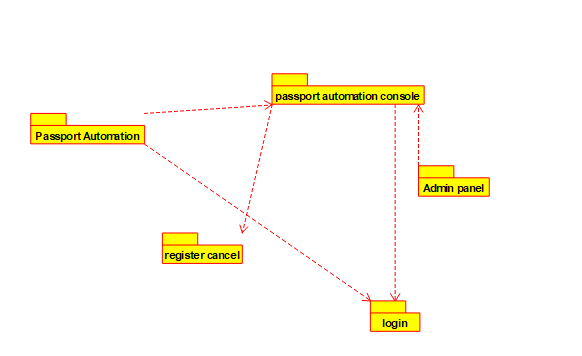 passport automation console
Passport Automation
Admin panel
register cancel
login